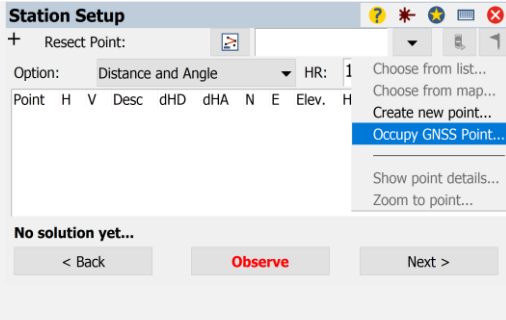 Station Setup
Resect Point:
Option: Distance and Angle HR: 1
Point H V Desc dHD dHA N E Elev. H
Choose from list...
Choose from map...
Create new point...
Occupy GNSS Point...
Show point details...
Zoom to point...
No solution yet...
< Back Observe Next >